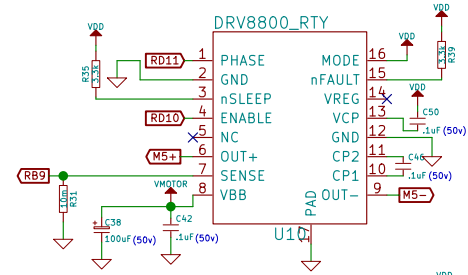 DRV8800_RTY
VDD
R35
3.3k
RD11
1 PHASE
2 GND
3 nSLEEP
RD10
4 ENABLE
5 NC
M5+
6 OUT+
RB9
7 SENSE
8 VBB
10m
R31
VMOTOR
C38
100uF (50v)
C42
.1uF (50v)
MODE 16
nFAULT 15
VREG 14
VCP 13
GND 12
CP2 11
CP1 10
OUT- 9
M5-
VDD
VDD
R39
3.3k
VDD
C50
.1uF (50v)
C46
.1uF (50v)
PAD
17
U10
VDD